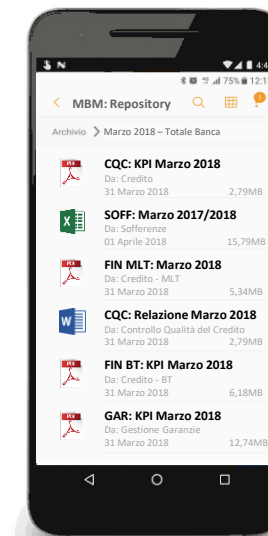 N 4:4
75% 12:1
MBM: Repository
Archivio > Marzo 2018 – Totale Banca
CQC: KPI Marzo 2018
Da: Credito
31 Marzo 2018 2,79MB
SOFF: Marzo 2017/2018
Da: Sofferenze
01 Aprile 2018 15,79MB
FIN MLT: Marzo 2018
Da: Credito - MLT
31 Marzo 2018 5,34MB
CQC: Relazione Marzo 2018
Da: Controllo Qualità del Credito
31 Marzo 2018 2,79MB
FIN BT: KPI Marzo 2018
Da: Credito - BT
31 Marzo 2018 6,18MB
GAR: KPI Marzo 2018
Da: Gestione Garanzie
31 Marzo 2018 12,74MB